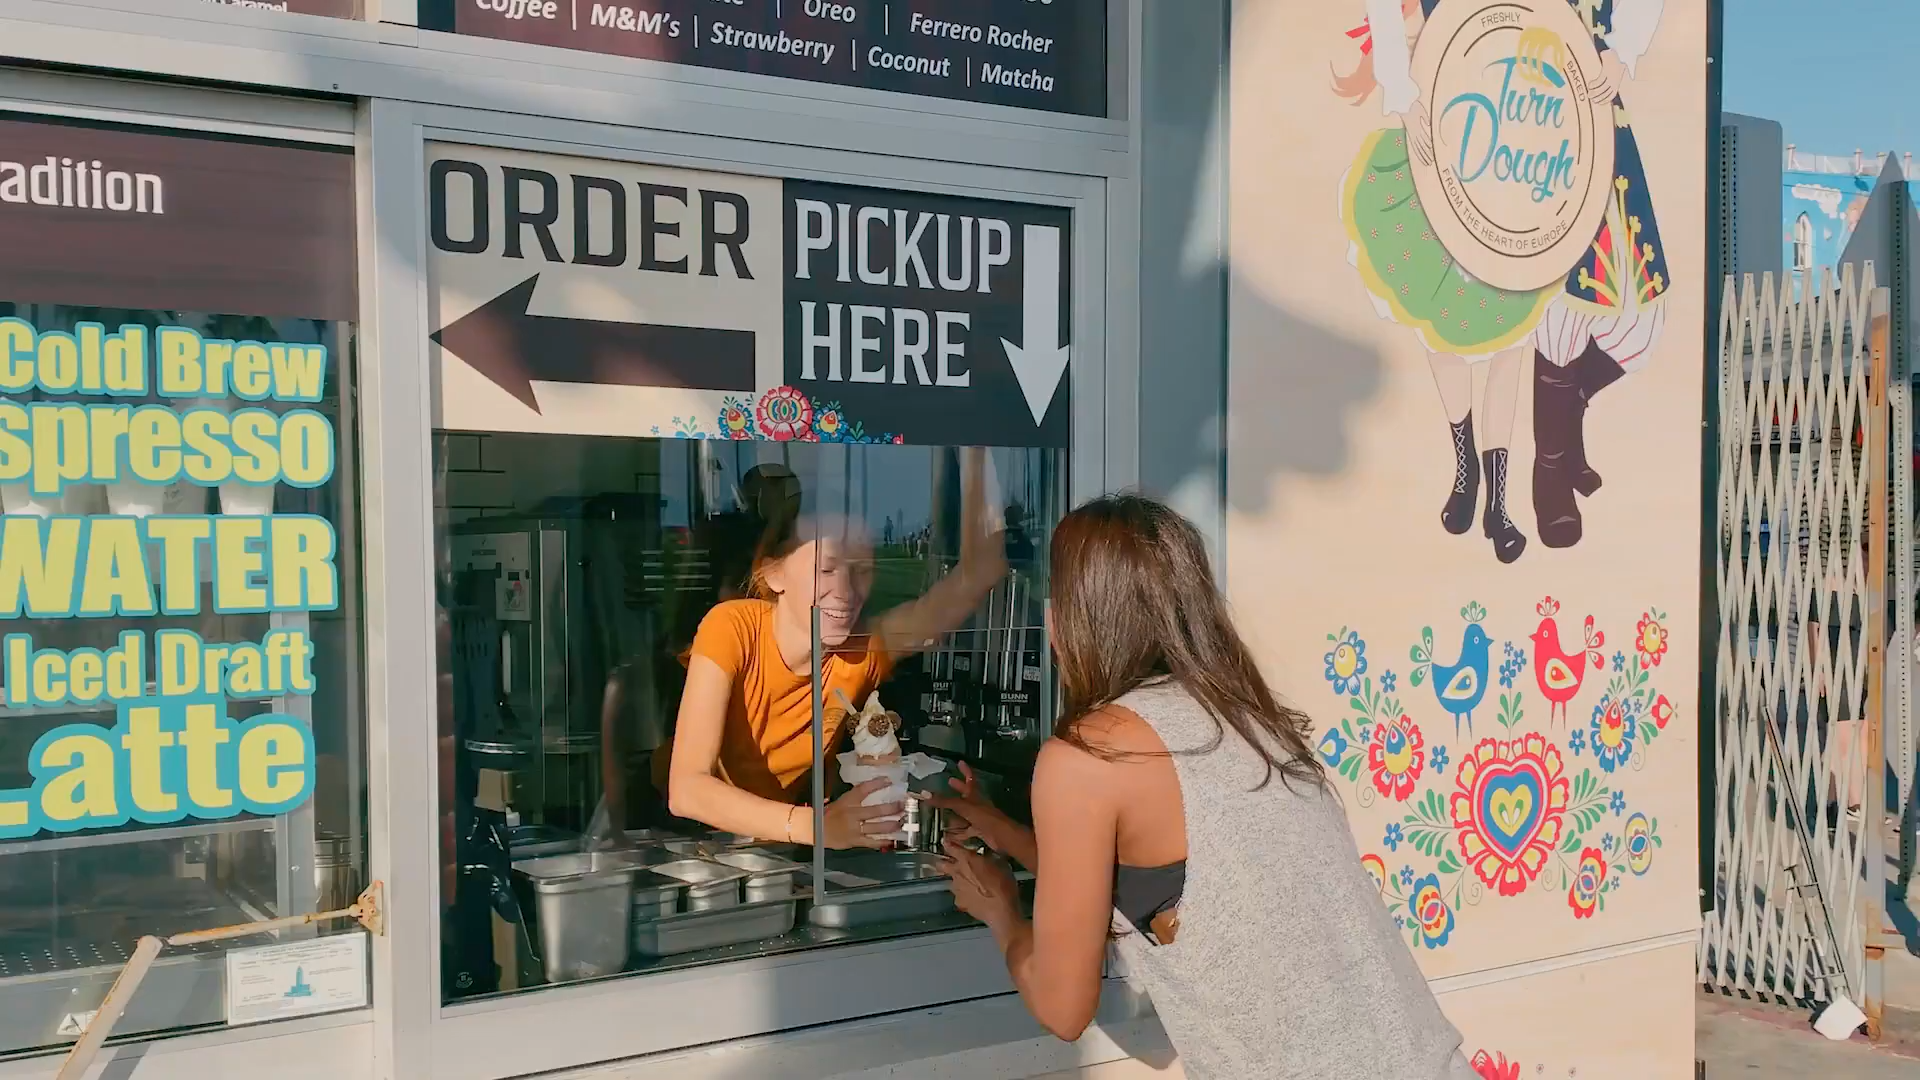 Caramel
Oreo
Ferrero Rocher
Coffee | M&M's | Strawberry | Coconut | Matcha
adition
ORDER
PICKUP
HERE
Cold Brew
spresso
WATER
Iced Draft
Latte
FRESHLY
BAKED
Turn
Dough
FROM THE HEART OF EUROPE
BUNN